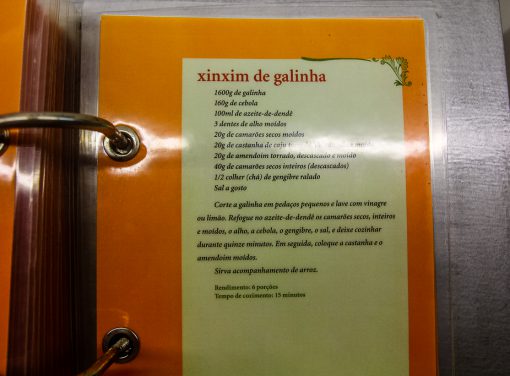 xinxim de galinha
1600g de galinha
160g de cebola
100ml de azeite-de-dendê
3 dentes de alho moídos
20g de camarões secos moídos
20g de castanha de caju e moída
20g de amendoim torrado, descascado e moído
40g de camarões secos inteiros (descascados)
1/2 colher (chá) de gengibre ralado
Sal a gosto
Corte a galinha em pedaços pequenos e lave com vinagre
ou limão. Refogue no azeite-de-dendê os camarões secos, inteiros
e moídos, o alho, a cebola, o gengibre, o sal, e deixe cozinhar
durante quinze minutos. Em seguida, coloque a castanha e o
amendoim moídos.
Sirva acompanhamento de arroz.
Rendimento: 6 porções
Tempo de cozimento: 15 minutos